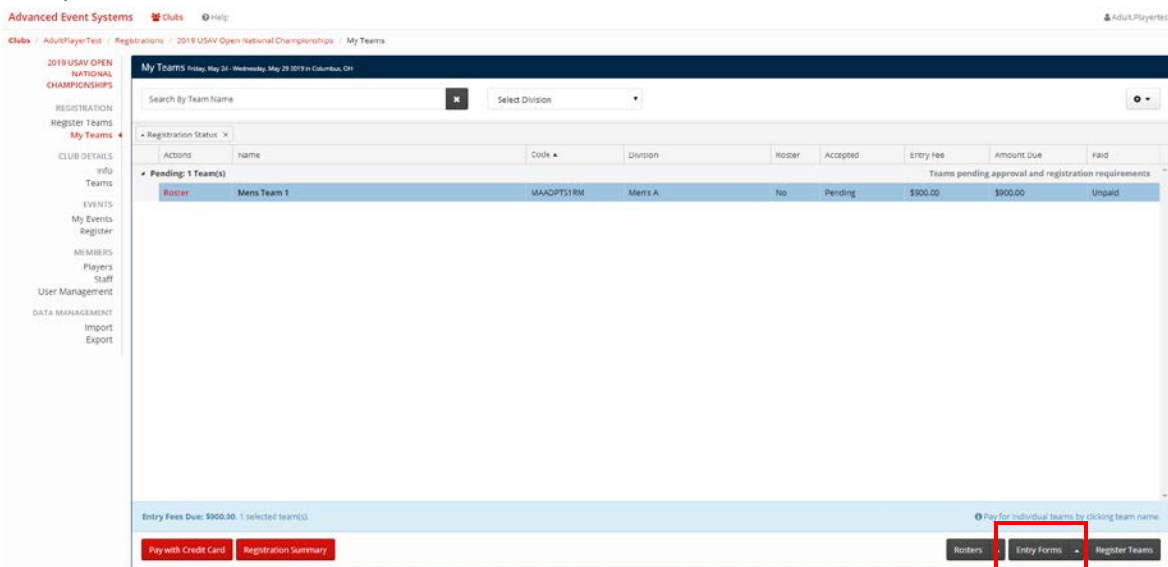 Advanced Event Systems Clubs Help Adult.Playertes
Clubs / AdultPlayerTest / Registrations / 2019 USAV Open National Championships / My Teams
2019 USAV OPEN
NATIONAL
CHAMPIONSHIPS
REGISTRATION
Register Teams
My Teams
CLUB DETAILS
Info
Teams
EVENTS
My Events
Register
MEMBERS
Players
Staff
User Management
DATA MANAGEMENT
Import
Export
My Teams Friday, May 24 - Wednesday, May 29 2019 in Columbus, OH
Search By Team Name Select Division
Registration Status ×
Actions Name Code Division Roster Accepted Entry Fee Amount Due Paid
Pending: 1 Team(s) Teams pending approval and registration requirements
Roster Mens Team 1 MAADPTS1RM Men's A No Pending $900.00 $900.00 Unpaid
Entry Fees Due: $900.00. 1 selected team(s). Pay for individual teams by clicking team name
Pay with Credit Card Registration Summary Rosters Entry Forms Register Teams